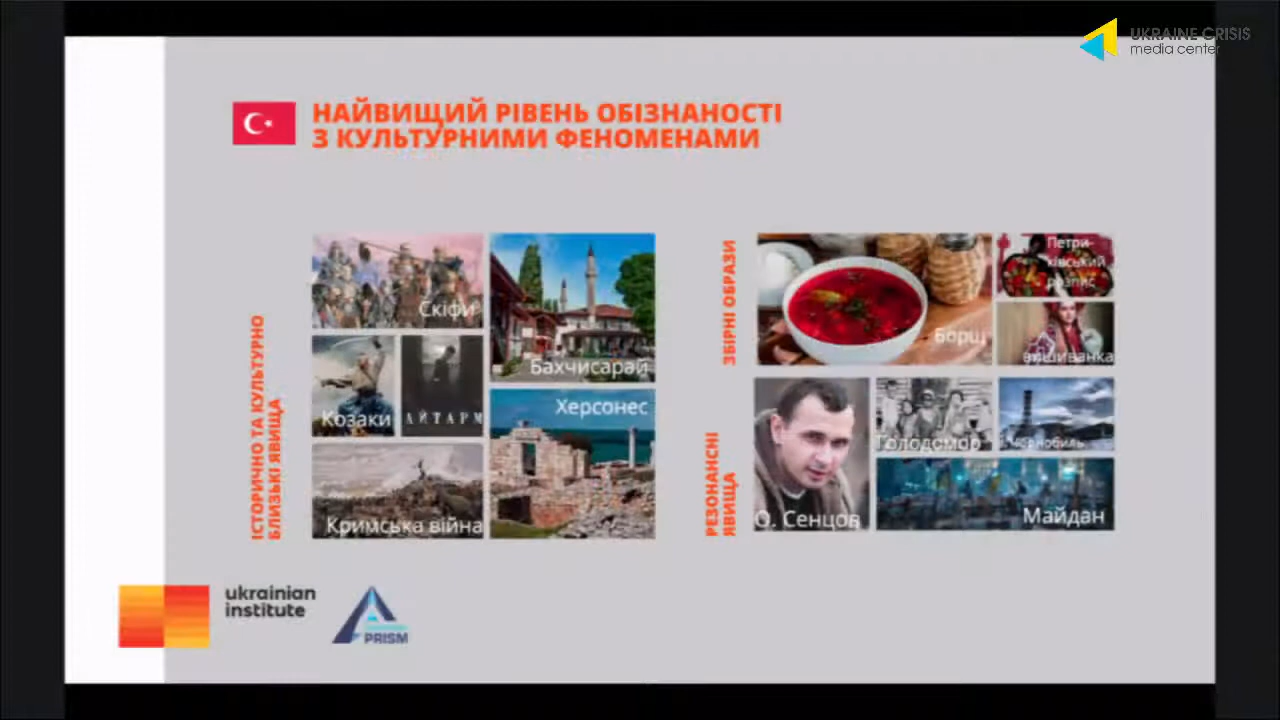 UKRAINE CRISIS
media center
НАЙВИЩИЙ РІВЕНЬ ОБІЗНАНОСТІ
З КУЛЬТУРНИМИ ФЕНОМЕНАМИ
ІСТОРИЧНО ТА КУЛЬТУРНО
БЛИЗЬКІ ЯВИЩА
Скіфи
Бахчисарай
Козаки
ХАЙТАРМА
Херсонес
Кримська війна
ЗБІРНІ ОБРАЗИ
Борщ
Петри-
ківський
розпис
вишиванка
РЕЗОНАНСНІ
ЯВИЩА
О. Сенцов
Голодомор
Чорнобиль
Майдан
ukrainian
institute
PRISM